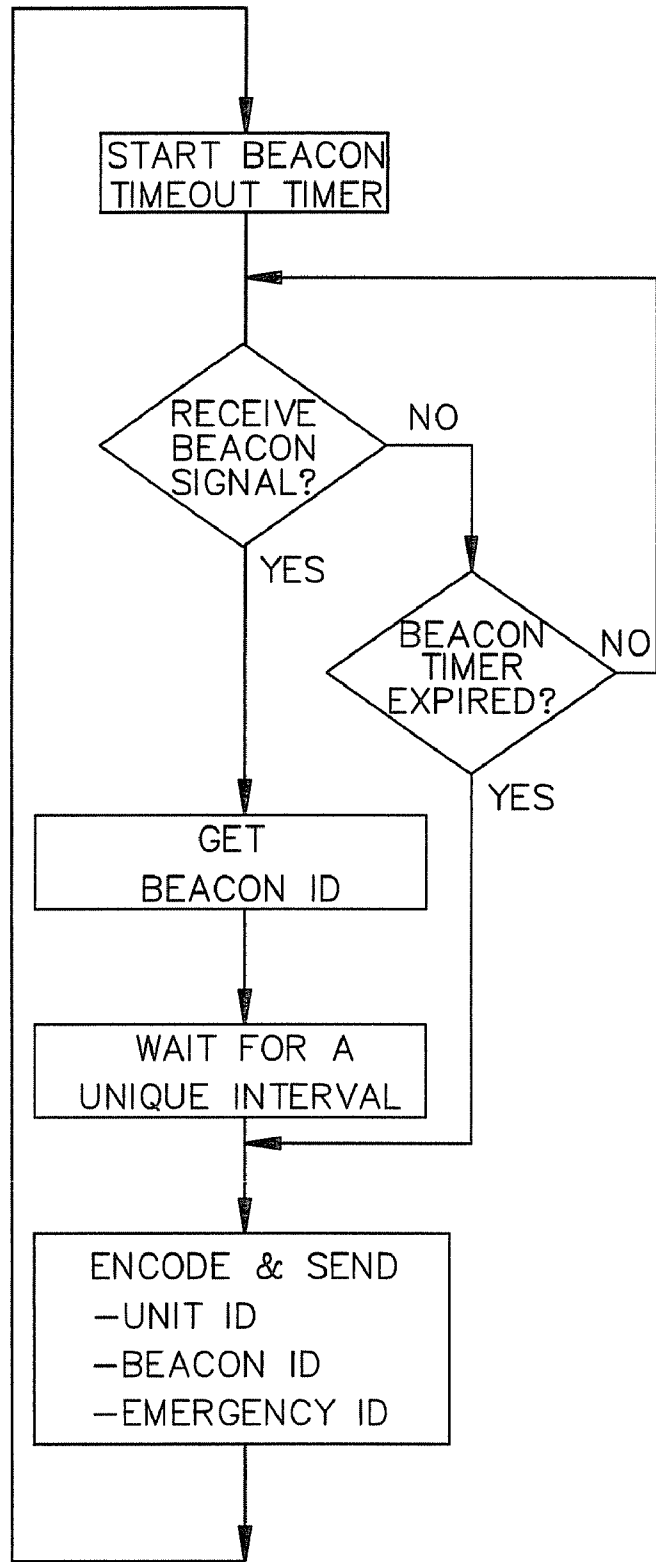 START BEACON
TIMEOUT TIMER
RECEIVE
BEACON
SIGNAL?
NO
YES
BEACON
TIMER
EXPIRED?
NO
YES
GET
BEACON ID
WAIT FOR A
UNIQUE INTERVAL
ENCODE & SEND
-UNIT ID
-BEACON ID
-EMERGENCY ID